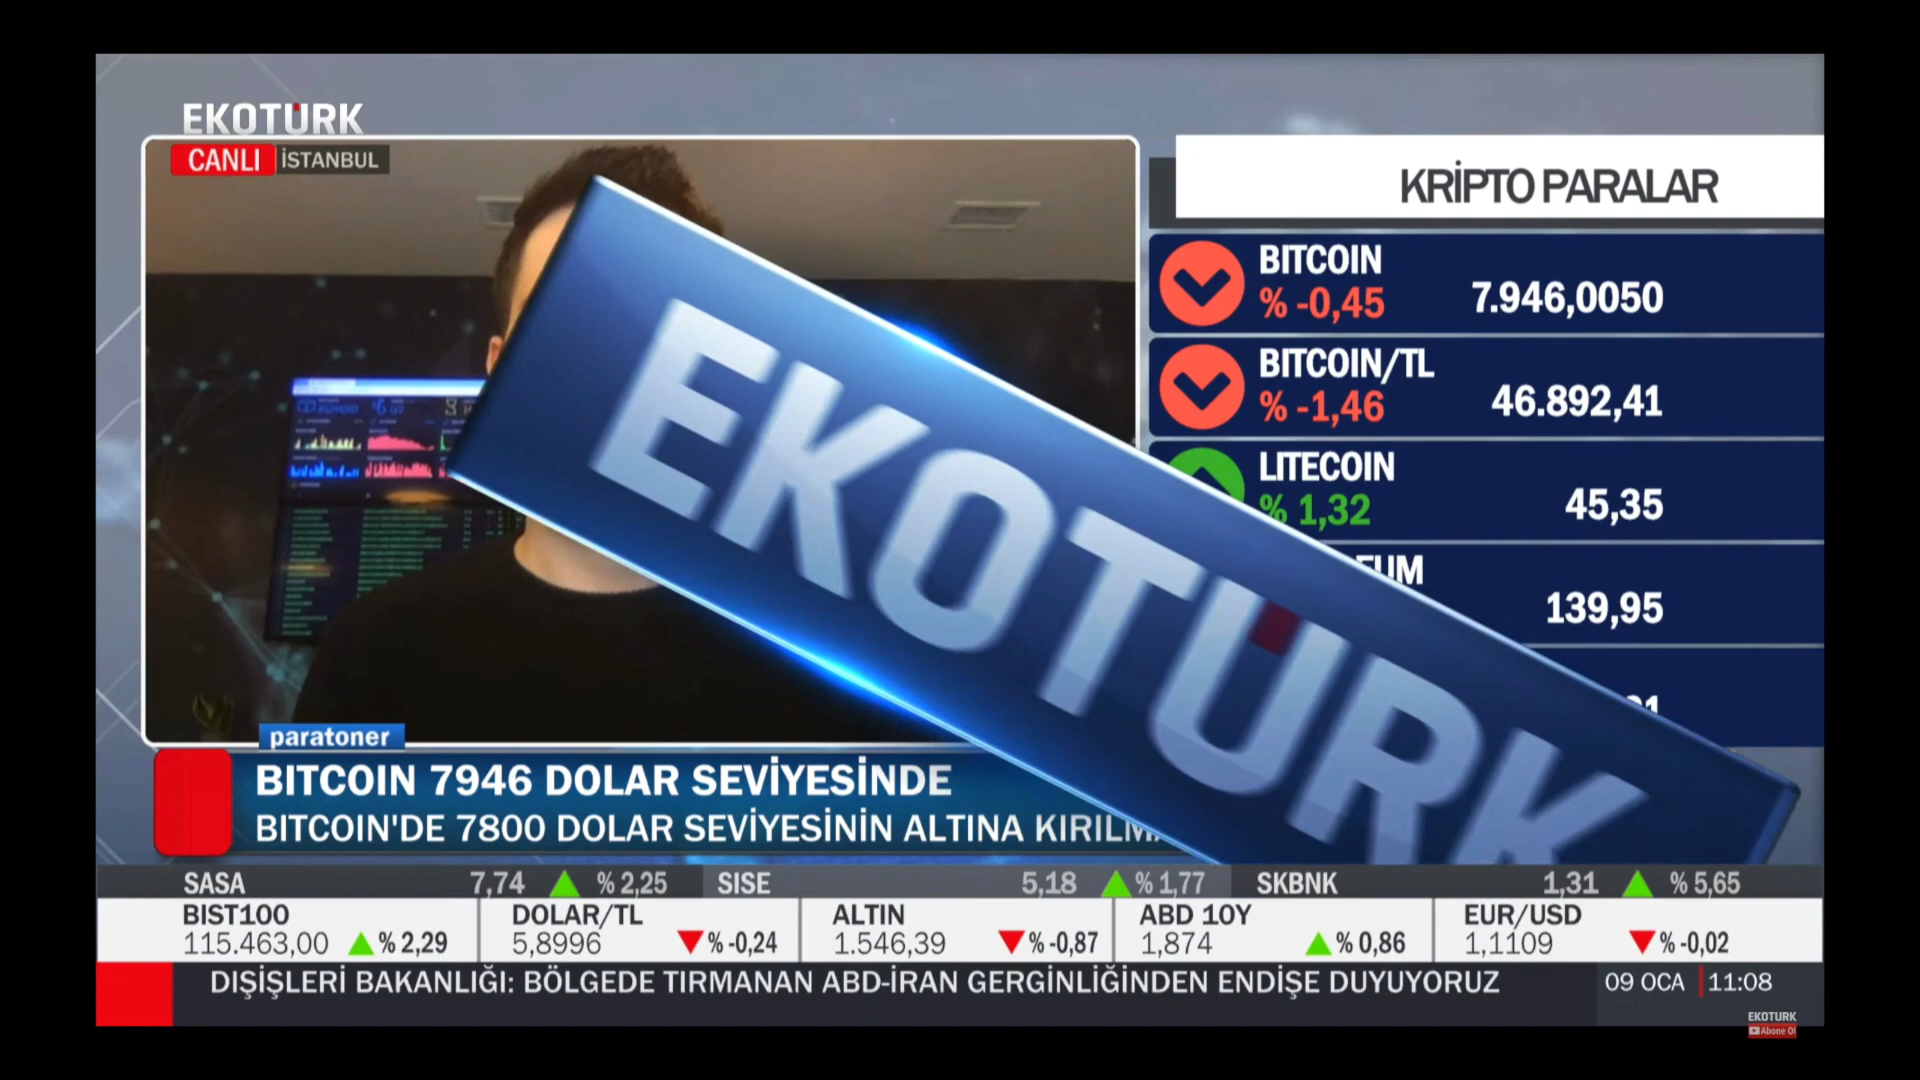 EKOTÜRK
CANLI İSTANBUL
KRİPTO PARALAR
BITCOIN
% -0,45 7.946,0050
BITCOIN/TL
% -1,46 46.892,41
LITECOIN
% 1,32 45,35
139,95
EKOTÜRK
paratoner
BITCOIN 7946 DOLAR SEVİYESİNDE
BITCOIN'DE 7800 DOLAR SEVİYESİNİN ALTINA
SASA 7,74 % 2,25 SISE 5,18 % 1,77 SKBNK 1,31 % 5,65
BIST100 DOLAR/TL ALTIN ABD 10Y EUR/USD
115.463,00 % 2,29 5,8996 % -0,24 1.546,39 % -0,87 1,874 % 0,86 1,1109 % -0,02
DIŞİŞLERİ BAKANLIĞI: BÖLGEDE TIRMANAN ABD-İRAN GERGİNLİĞİNDEN ENDİŞE DUYUYORUZ 09 OCA 11:08
EKOTURK
Abone Ol